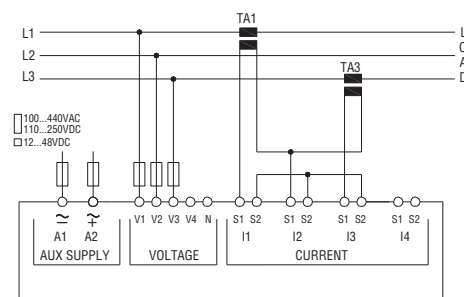 TA1
L1
L
L2
O
TA3
A
L3
D
100...440VAC
110...250VDC
12...48VDC
V1 V2 V3 V4 N S1 S2 S1 S2 S1 S2 S1 S2
A1 A2 I1 I2 I3 I4
AUX SUPPLY VOLTAGE CURRENT